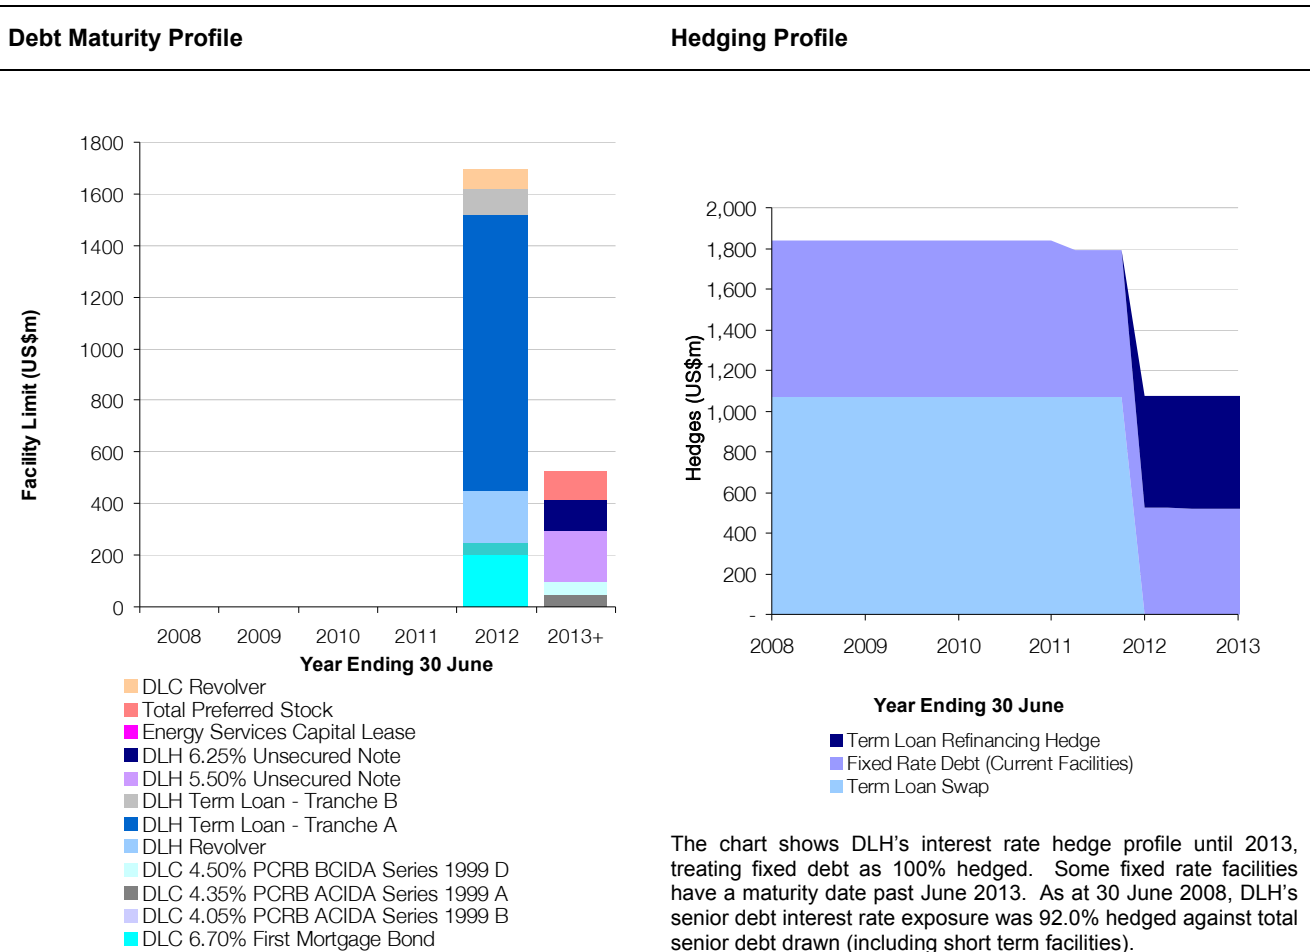 Debt Maturity Profile
Hedging Profile
Facility Limit (US$m)
1800
1600
1400
1200
1000
800
600
400
200
0
2008 2009 2010 2011 2012 2013+
Year Ending 30 June
DLC Revolver
Total Preferred Stock
Energy Services Capital Lease
DLH 6.25% Unsecured Note
DLH 5.50% Unsecured Note
DLH Term Loan - Tranche B
DLH Term Loan - Tranche A
DLH Revolver
DLC 4.50% PCRB BCIDA Series 1999 D
DLC 4.35% PCRB ACIDA Series 1999 A
DLC 4.05% PCRB ACIDA Series 1999 B
DLC 6.70% First Mortgage Bond
Hedges (US$m)
2,000
1,800
1,600
1,400
1,200
1,000
800
600
400
200
-
2008 2009 2010 2011 2012 2013
Year Ending 30 June
Term Loan Refinancing Hedge
Fixed Rate Debt (Current Facilities)
Term Loan Swap
The chart shows DLH's interest rate hedge profile until 2013,
treating fixed debt as 100% hedged. Some fixed rate facilities
have a maturity date past June 2013. As at 30 June 2008, DLH's
senior debt interest rate exposure was 92.0% hedged against total
senior debt drawn (including short term facilities).